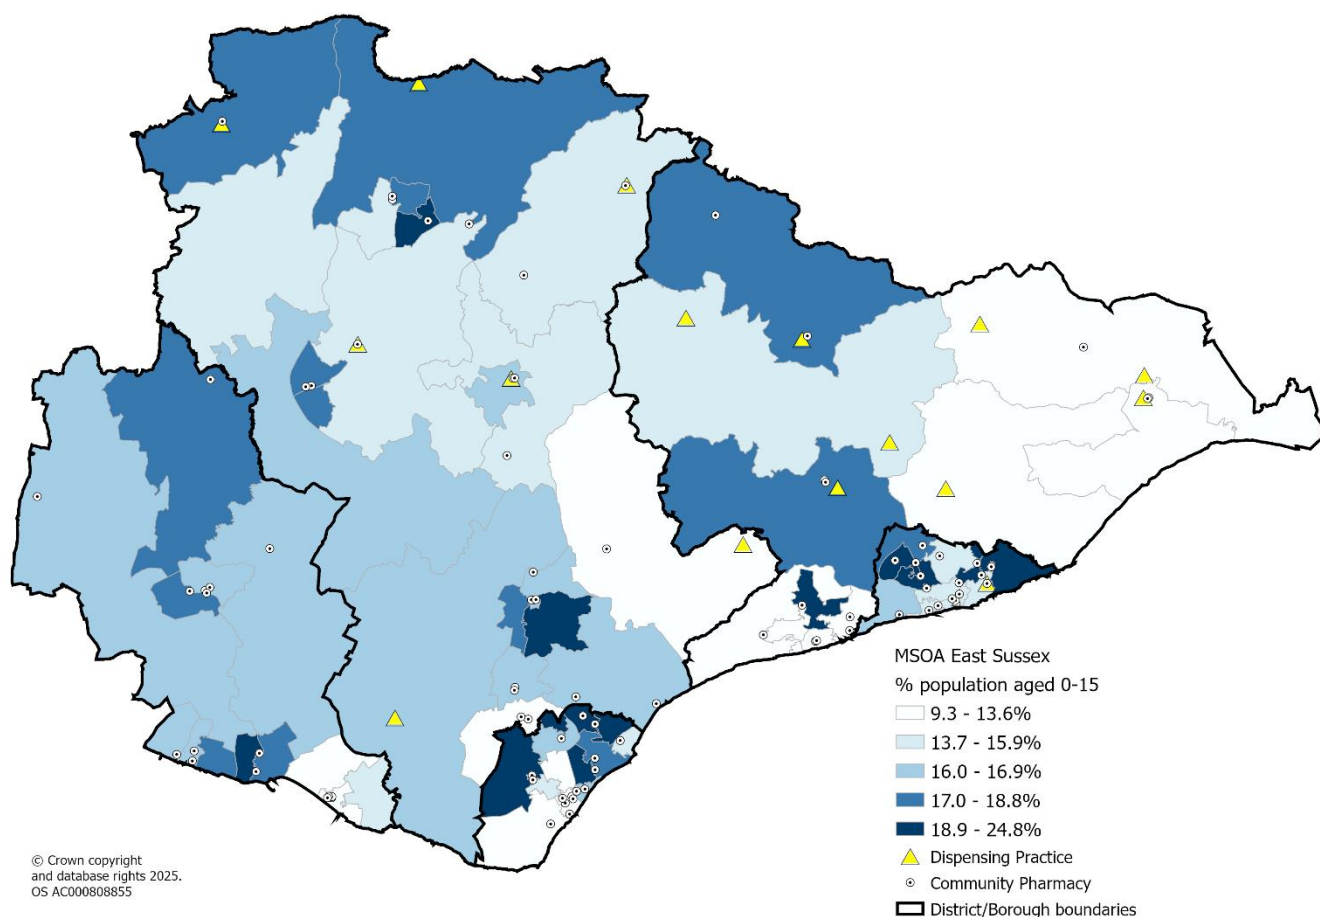 MSOA East Sussex
% population aged 0-15
9.3 - 13.6%
13.7 - 15.9%
16.0 - 16.9%
17.0 - 18.8%
18.9 - 24.8%
Dispensing Practice
Community Pharmacy
District/Borough boundaries
© Crown copyright
and database rights 2025.
OS AC000808855